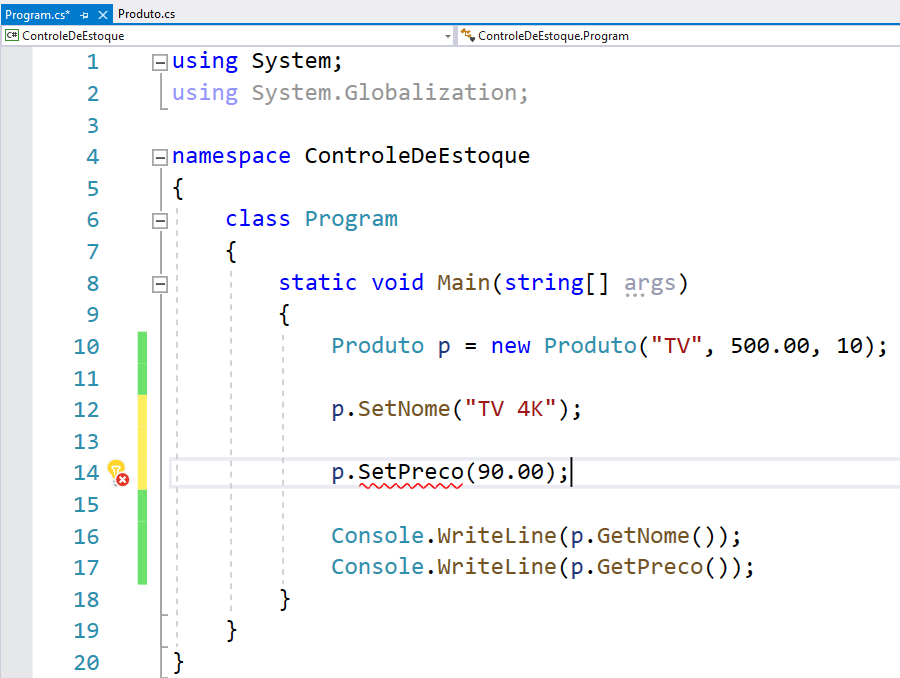 Program.cs* Produto.cs
C# ControleDeEstoque ControleDeEstoque.Program
1 using System;
2 using System.Globalization;
3
4 namespace ControleDeEstoque
5 {
6 class Program
7 {
8 static void Main(string[] args)
9 {
10 Produto p = new Produto("TV", 500.00, 10);
11
12 p.SetNome("TV 4K");
13
14 p.SetPreco(90.00);
15
16 Console.WriteLine(p.GetNome());
17 Console.WriteLine(p.GetPreco());
18 }
19 }
20 }